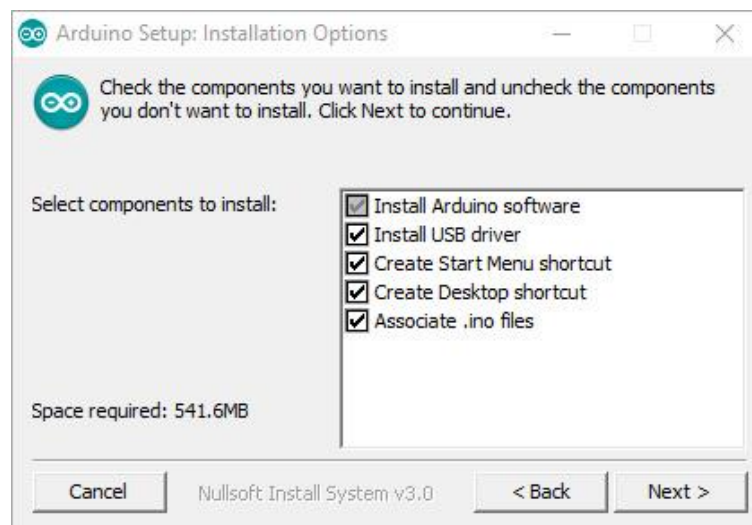 Arduino Setup: Installation Options
Check the components you want to install and uncheck the components
you don't want to install. Click Next to continue.
Select components to install:
Install Arduino software
Install USB driver
Create Start Menu shortcut
Create Desktop shortcut
Associate .ino files
Space required: 541.6MB
Cancel
Nullsoft Install System v3.0
< Back
Next >